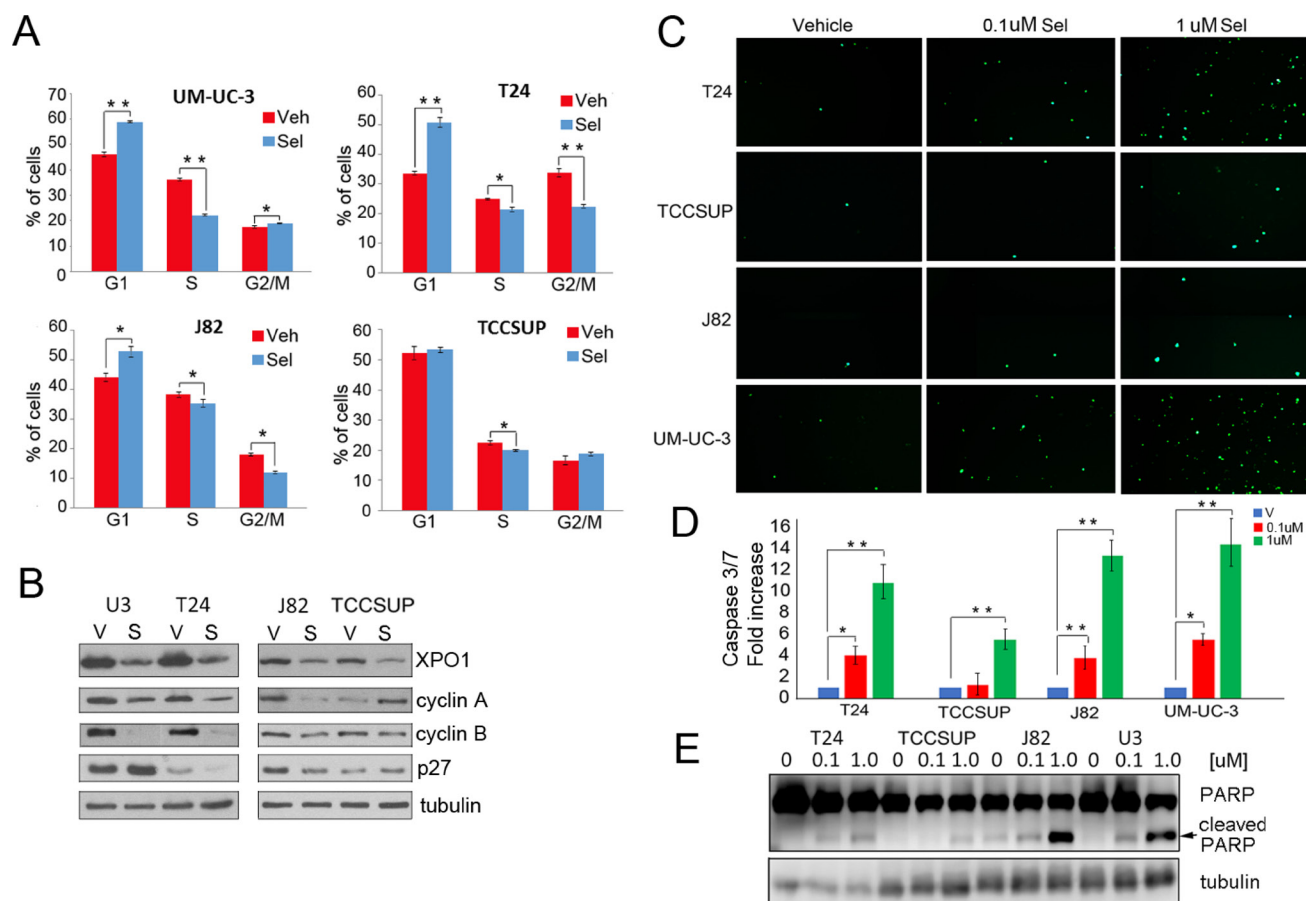 A
UM-UC-3
70
60
50
40
30
20
10
0
% of cells
Veh
Sel
* *
* *
*
G1 S G2/M
T24
60
50
40
30
20
10
0
% of cells
Veh
Sel
* *
*
* *
G1 S G2/M
J82
60
50
40
30
20
10
0
% of cells
Veh
Sel
*
*
*
G1 S G2/M
TCCSUP
60
50
40
30
20
10
0
% of cells
Veh
Sel
*
G1 S G2/M
B
U3 T24 J82 TCCSUP
V S V S V S V S
XPO1
cyclin A
cyclin B
p27
tubulin
C
Vehicle 0.1uM Sel 1 uM Sel
T24
TCCSUP
J82
UM-UC-3
D
Caspase 3/7
Fold increase
16
14
12
10
8
6
4
2
0
V
0.1uM
1uM
* *
*
* *
* *
* *
* *
*
T24 TCCSUP J82 UM-UC-3
E
T24 TCCSUP J82 U3
0 0.1 1.0 0 0.1 1.0 0 0.1 1.0 0 0.1 1.0 [uM]
PARP
cleaved
PARP
tubulin